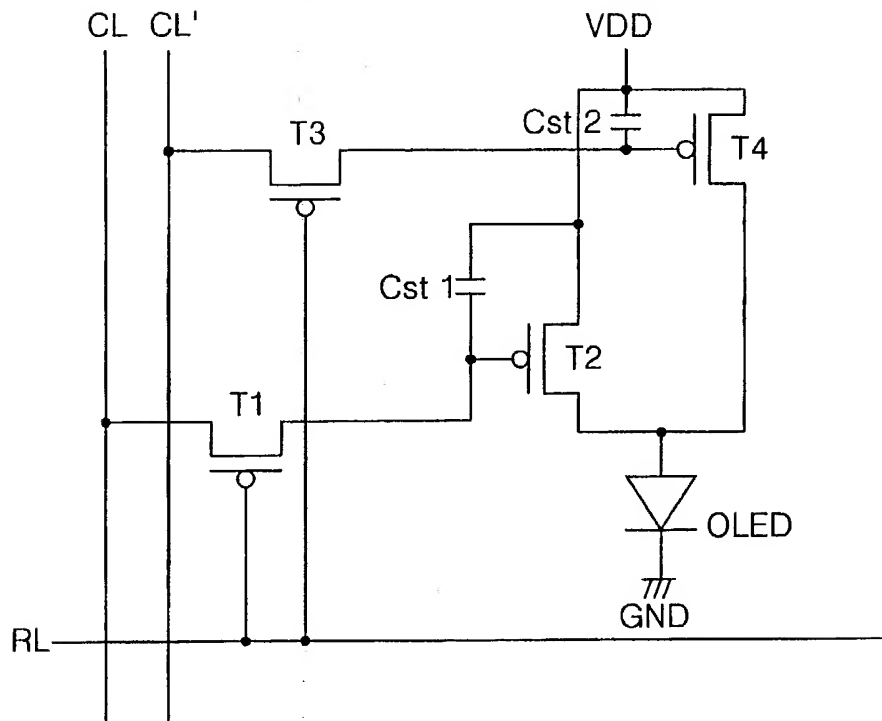 CL CL' VDD
T3 Cst 2 T4
Cst 1
T2
T1
OLED
GND
RL